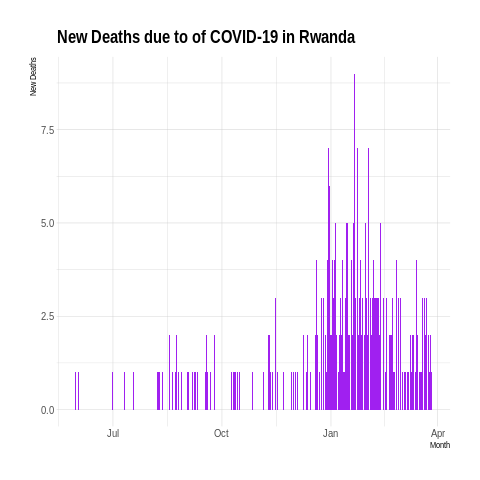 New Deaths due to of COVID-19 in Rwanda
New Deaths
7.5
5.0
2.5
0.0
Jul Oct Jan Apr
Month